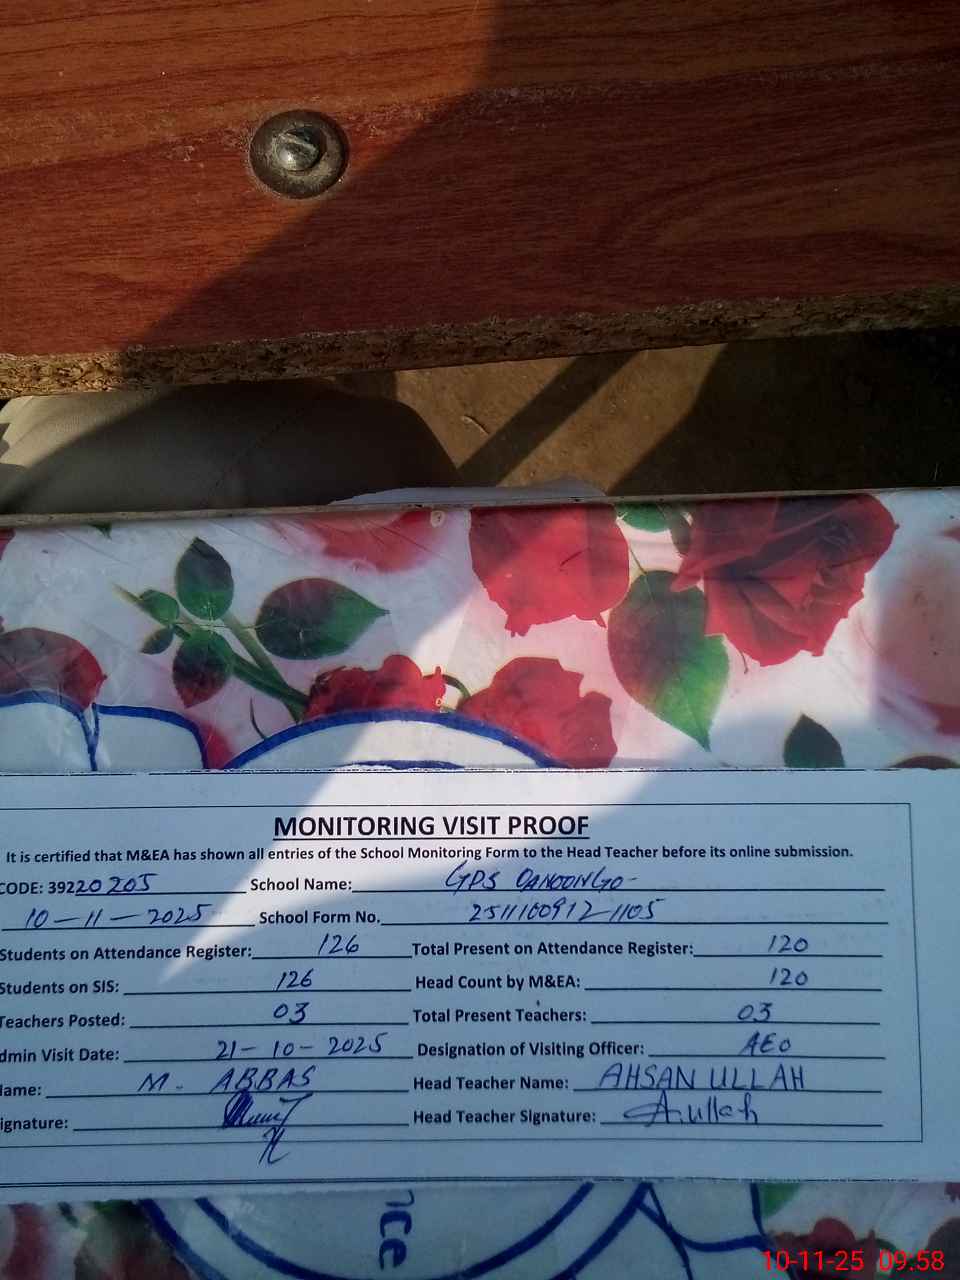 MONITORING VISIT PROOF
It is certified that M&EA has shown all entries of the School Monitoring Form to the Head Teacher before its online submission.
CODE: 39220205 School Name: GPS QANOONGO
10-11-2025 School Form No. 2511100912-1105
Students on Attendance Register: 126 Total Present on Attendance Register: 120
Students on SIS: 126 Head Count by M&EA: 120
Teachers Posted: 03 Total Present Teachers: 03
dmin Visit Date: 21-10-2025 Designation of Visiting Officer: AEO
lame: M. ABBAS Head Teacher Name: AHSAN ULLAH
ignature: Head Teacher Signature: A.ullah
nce
10-11-25 09:58